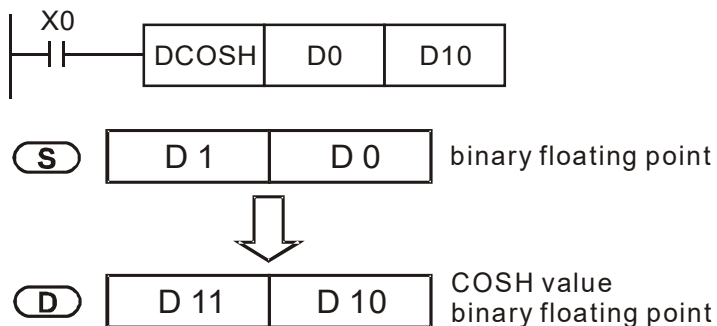 X0
DCOSH D0 D10
S D 1 D 0 binary floating point
D D 11 D 10 COSH value
binary floating point